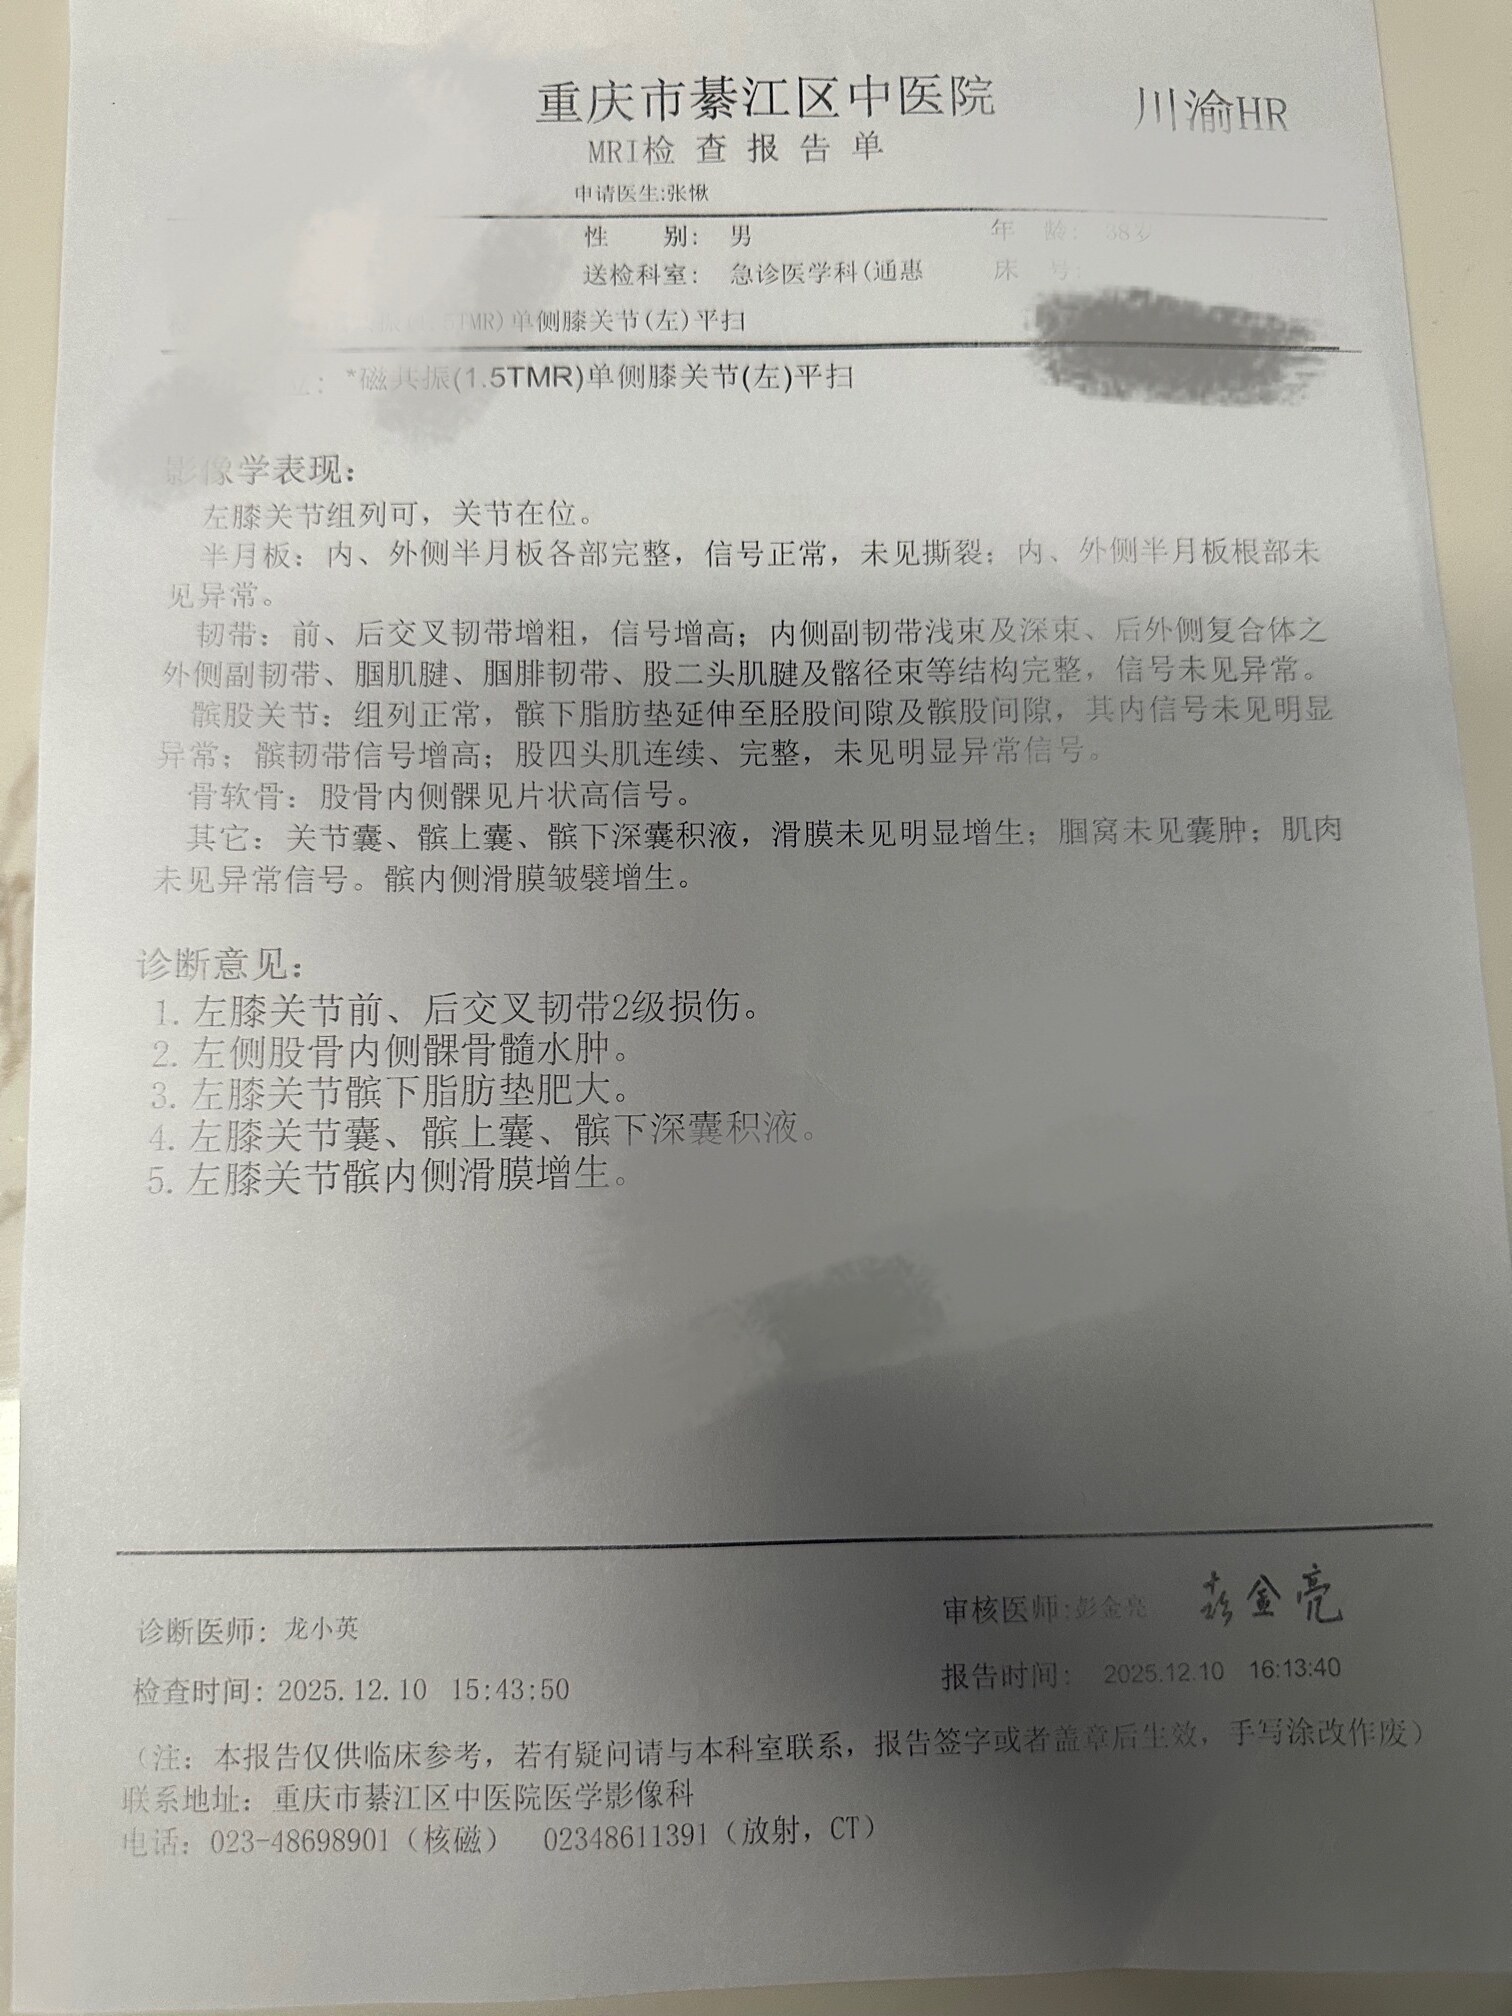 重庆市綦江区中医院
川渝HR
MRI检 查 报 告 单
申请医生:张楸
性 别: 男 年 龄: 38岁
送检科室: 急诊医学科(通惠 床 号:
TMR)单侧膝关节(左)平扫
*磁共振(1.5TMR)单侧膝关节(左)平扫
影像学表现:
左膝关节组列可，关节在位。
半月板：内、外侧半月板各部完整，信号正常，未见撕裂；内、外侧半月板根部未
见异常。
韧带：前、后交叉韧带增粗，信号增高；内侧副韧带浅束及深束、后外侧复合体之
外侧副韧带、腘肌腱、腘腓韧带、股二头肌腱及髂径束等结构完整，信号未见异常。
髌股关节：组列正常，髌下脂肪垫延伸至胫股间隙及髌股间隙，其内信号未见明显
异常；髌韧带信号增高；股四头肌连续、完整，未见明显异常信号。
骨软骨：股骨内侧髁见片状高信号。
其它：关节囊、髌上囊、髌下深囊积液，滑膜未见明显增生；腘窝未见囊肿；肌肉
未见异常信号。髌内侧滑膜皱襞增生。
诊断意见:
1. 左膝关节前、后交叉韧带2级损伤。
2. 左侧股骨内侧髁骨髓水肿。
3. 左膝关节髌下脂肪垫肥大。
4. 左膝关节囊、髌上囊、髌下深囊积液。
5. 左膝关节髌内侧滑膜增生。
诊断医师: 龙小英
审核医师:彭金亮 彭金亮
检查时间: 2025.12.10 15:43:50
报告时间: 2025.12.10 16:13:40
（注：本报告仅供临床参考，若有疑问请与本科室联系，报告签字或者盖章后生效，手写涂改作废）
联系地址：重庆市綦江区中医院医学影像科
电话：023-48698901（核磁） 02348611391（放射，CT）